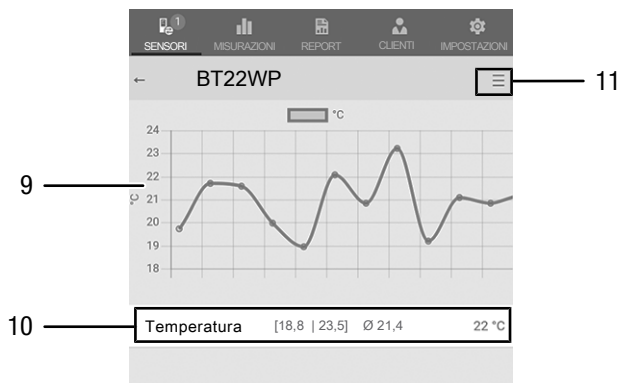 1
SENSORI MISURAZIONI REPORT CLIENTI IMPOSTAZIONI
← BT22WP
11
°C
24
23
22
21
20
19
18
°C
9
10
Temperatura [18,8 | 23,5] Ø 21,4 22 °C